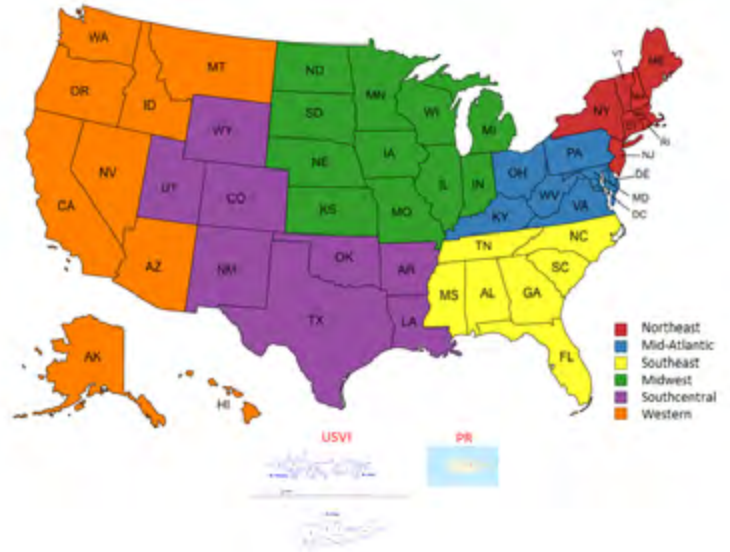 WA
MT
ND
MN
VT
ME
OR
ID
SD
WI
MI
NY
RI
WY
NE
IA
PA
NJ
NV
UT
CO
IL
IN
OH
DE
MD
DC
WV
VA
CA
KS
MO
KY
AZ
NM
OK
AR
TN
NC
SC
MS
AL
GA
TX
LA
FL
AK
HI
Northeast
Mid-Atlantic
Southeast
Midwest
Southcentral
Western
USVI
PR